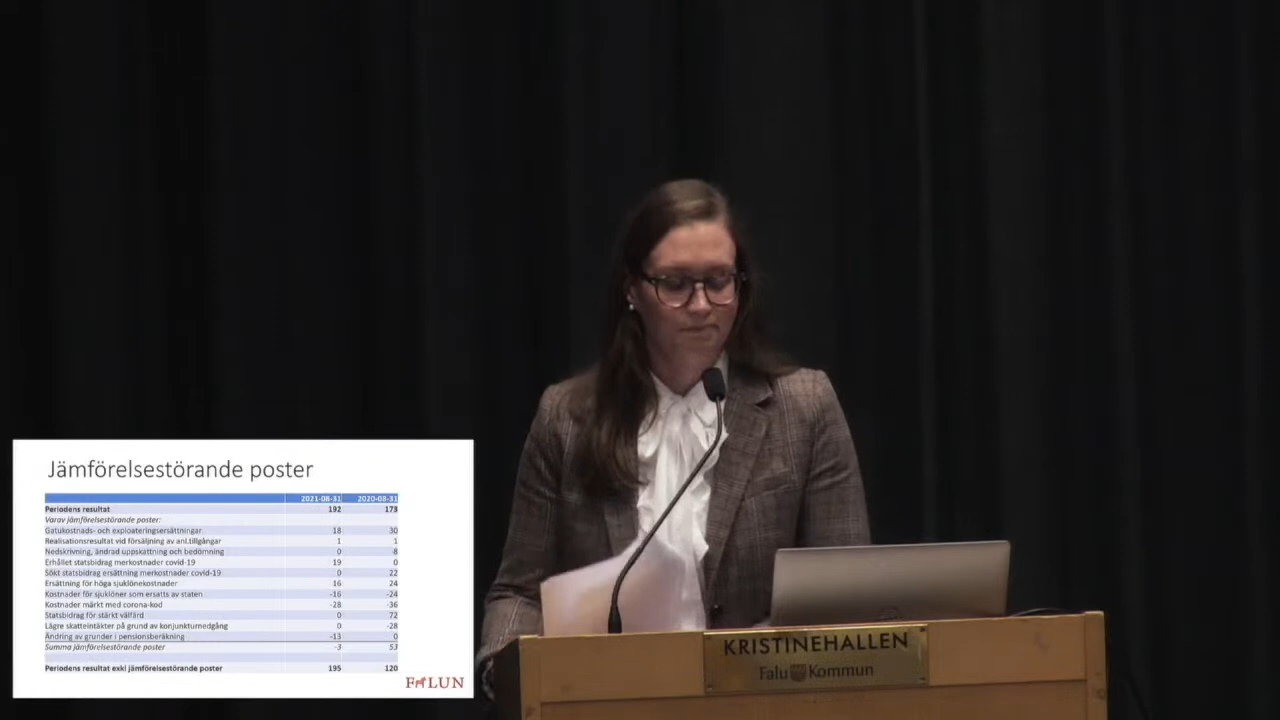 Jämförelsestörande poster
2021-08-31 2020-08-31
Periodens resultat 192 173
Varav jämförelsestörande poster:
Gatukostnads- och exploateringsersättningar 18 30
Realisationsresultat vid försäljning av anl.tillgångar 1 1
Nedskrivning, ändrad uppskattning och bedömning 0 -8
Erhållet statsbidrag merkostnader covid-19 19 0
Sökt statsbidrag ersättning merkostnader covid-19 0 22
Ersättning för höga sjuklönekostnader 16 24
Kostnader för sjuklöner som ersatts av staten -16 -24
Kostnader märkt med corona-kod -28 -36
Statsbidrag för stärkt välfärd 0 72
Lägre skatteintäkter på grund av konjunkturnedgång 0 -28
Ändring av grunder i pensionsberäkning -13 0
Summa jämförelsestörande poster -3 53
Periodens resultat exkl jämförelsestörande poster 195 120
FALUN
KRISTINEHALLEN
Falu Kommun